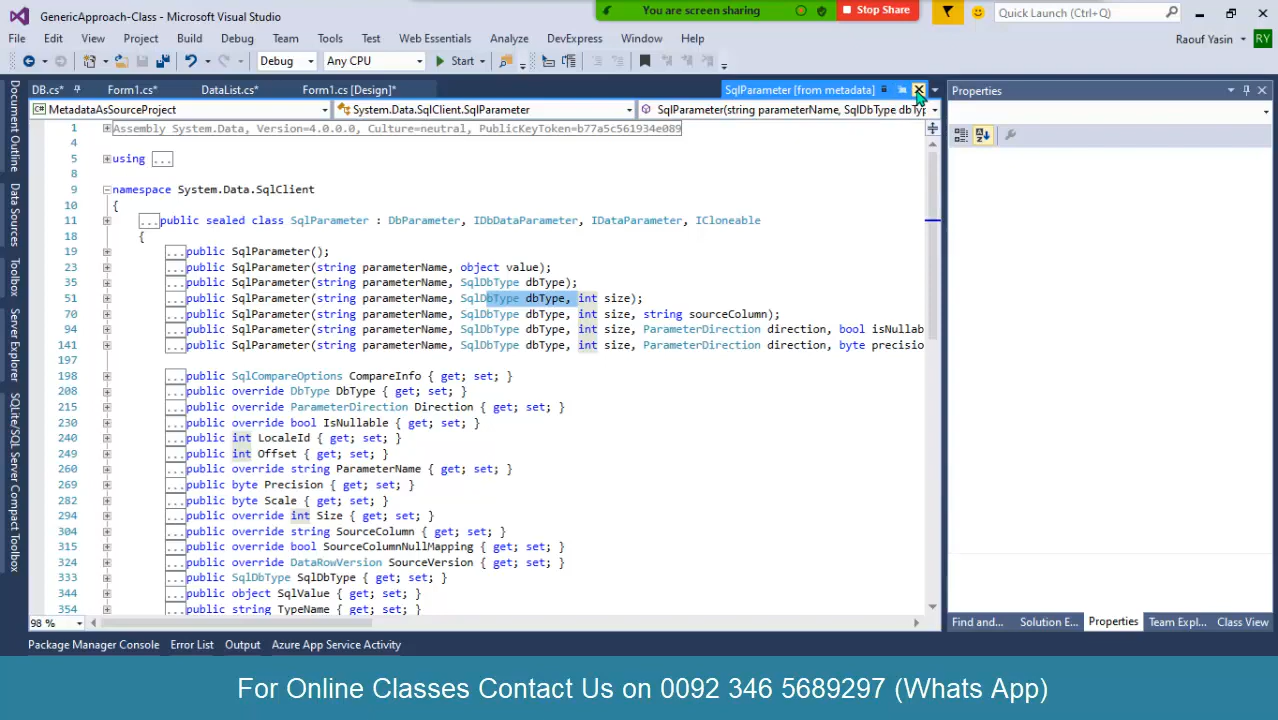 GenericApproach-Class - Microsoft Visual Studio
You are screen sharing
Stop Share
Quick Launch (Ctrl+Q)
File Edit View Project Build Debug Team Tools Test Web Essentials Analyze DevExpress Window Help
Raouf Yasin RY
Debug Any CPU Start
DB.cs* Form1.cs* DataList.cs* Form1.cs [Design]* SqlParameter [from metadata]
Properties
MetadataAsSourceProject System.Data.SqlClient.SqlParameter SqlParameter(string parameterName, SqlDbType dbTyp
Document Outline
Data Sources
Toolbox
Server Explorer
SQLite/SQL Server Compact Toolbox
1 Assembly System.Data, Version=4.0.0.0, Culture=neutral, PublicKeyToken=b77a5c561934e089
4
5 using ...
8
9 namespace System.Data.SqlClient
10 {
11 ...public sealed class SqlParameter : DbParameter, IDbDataParameter, IDataParameter, ICloneable
18 {
19 ...public SqlParameter();
23 ...public SqlParameter(string parameterName, object value);
35 ...public SqlParameter(string parameterName, SqlDbType dbType);
51 ...public SqlParameter(string parameterName, SqlDbType dbType, int size);
70 ...public SqlParameter(string parameterName, SqlDbType dbType, int size, string sourceColumn);
94 ...public SqlParameter(string parameterName, SqlDbType dbType, int size, ParameterDirection direction, bool isNullab
141 ...public SqlParameter(string parameterName, SqlDbType dbType, int size, ParameterDirection direction, byte precisio
197
198 ...public SqlCompareOptions CompareInfo { get; set; }
208 ...public override DbType DbType { get; set; }
215 ...public override ParameterDirection Direction { get; set; }
230 ...public override bool IsNullable { get; set; }
240 ...public int LocaleId { get; set; }
249 ...public int Offset { get; set; }
260 ...public override string ParameterName { get; set; }
269 ...public byte Precision { get; set; }
282 ...public byte Scale { get; set; }
294 ...public override int Size { get; set; }
304 ...public override string SourceColumn { get; set; }
315 ...public override bool SourceColumnNullMapping { get; set; }
324 ...public override DataRowVersion SourceVersion { get; set; }
333 ...public SqlDbType SqlDbType { get; set; }
344 ...public object SqlValue { get; set; }
354 ...public string TypeName { get; set; }
98 %
Find and... Solution E... Properties Team Expl... Class View
Package Manager Console Error List Output Azure App Service Activity
For Online Classes Contact Us on 0092 346 5689297 (Whats App)